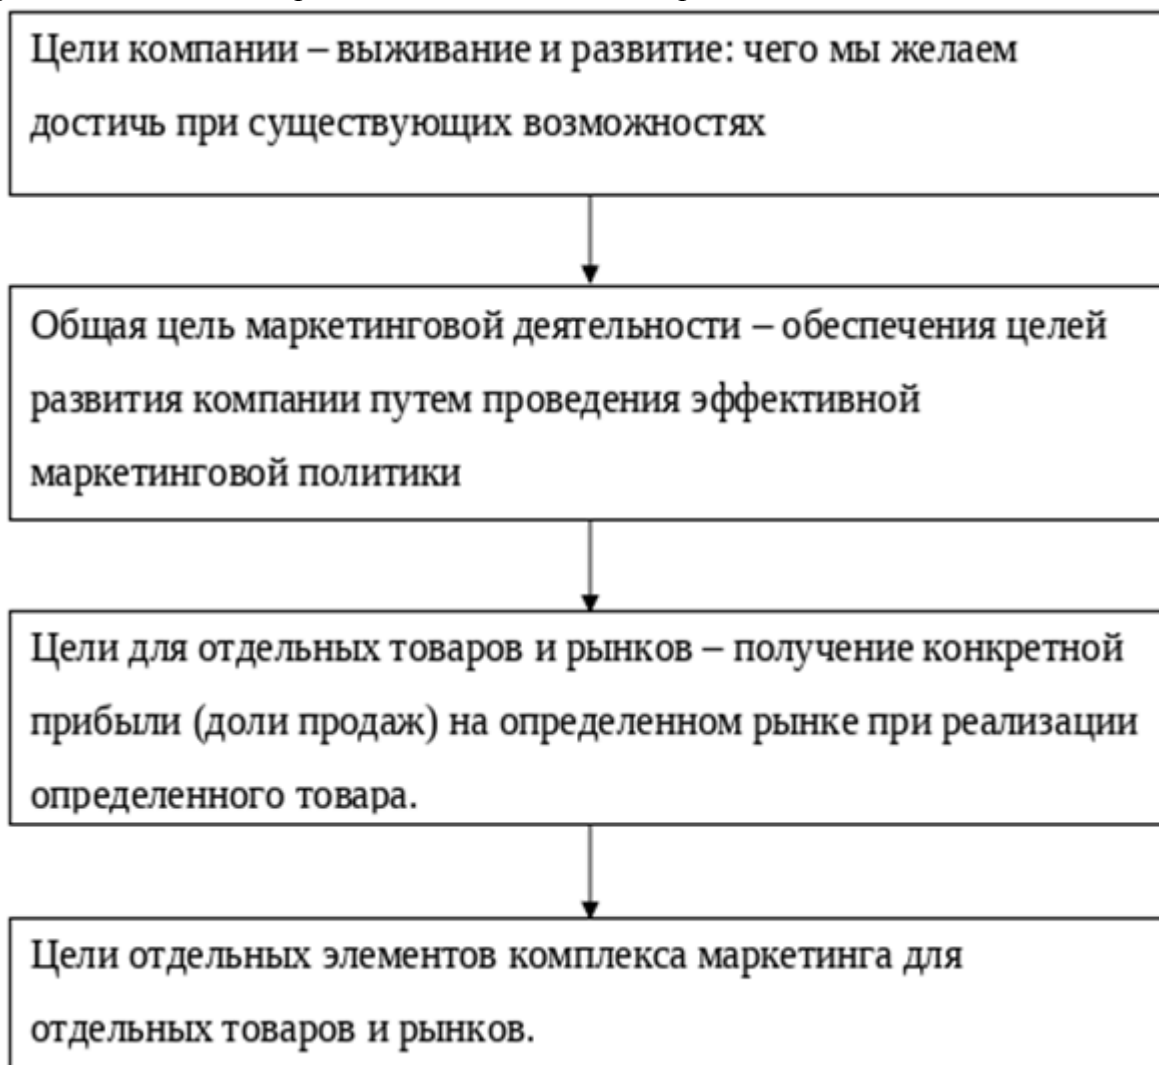 Цели компании – выживание и развитие: чего мы желаем
достичь при существующих возможностях
Общая цель маркетинговой деятельности – обеспечения целей
развития компании путем проведения эффективной
маркетинговой политики
Цели для отдельных товаров и рынков – получение конкретной
прибыли (доли продаж) на определенном рынке при реализации
определенного товара.
Цели отдельных элементов комплекса маркетинга для
отдельных товаров и рынков.